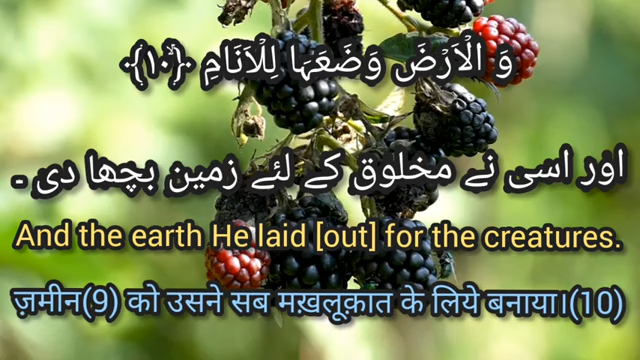 وَ الْاَرْضَ وَضَعَہَا لِلْاَنَامِ ﴿ۙ۱۰﴾
اور اسی نے مخلوق کے لئے زمین بچھا دی ۔
And the earth He laid [out] for the creatures.
ज़मीन(9) को उसने सब मख़लूक़ात के लिये बनाया।(10)